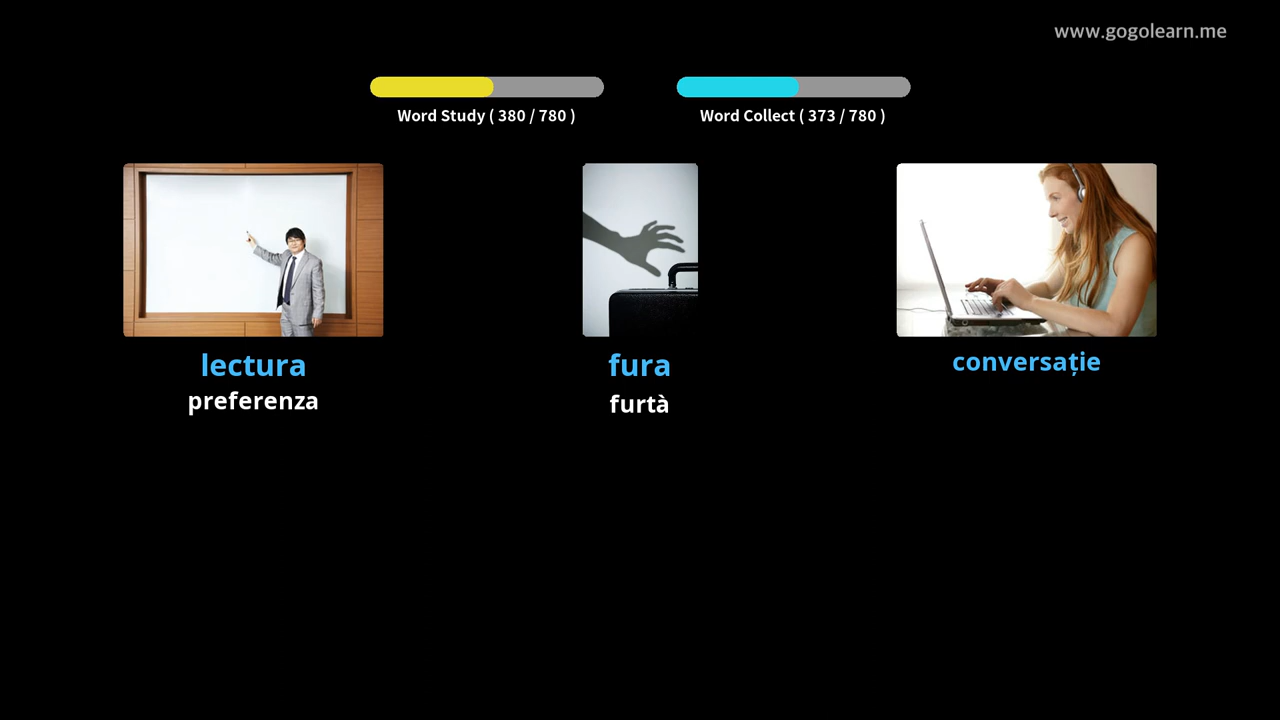 www.gogolearn.me
Word Study ( 380 / 780 )
Word Collect ( 373 / 780 )
lectura
preferenza
fura
furtà
conversație